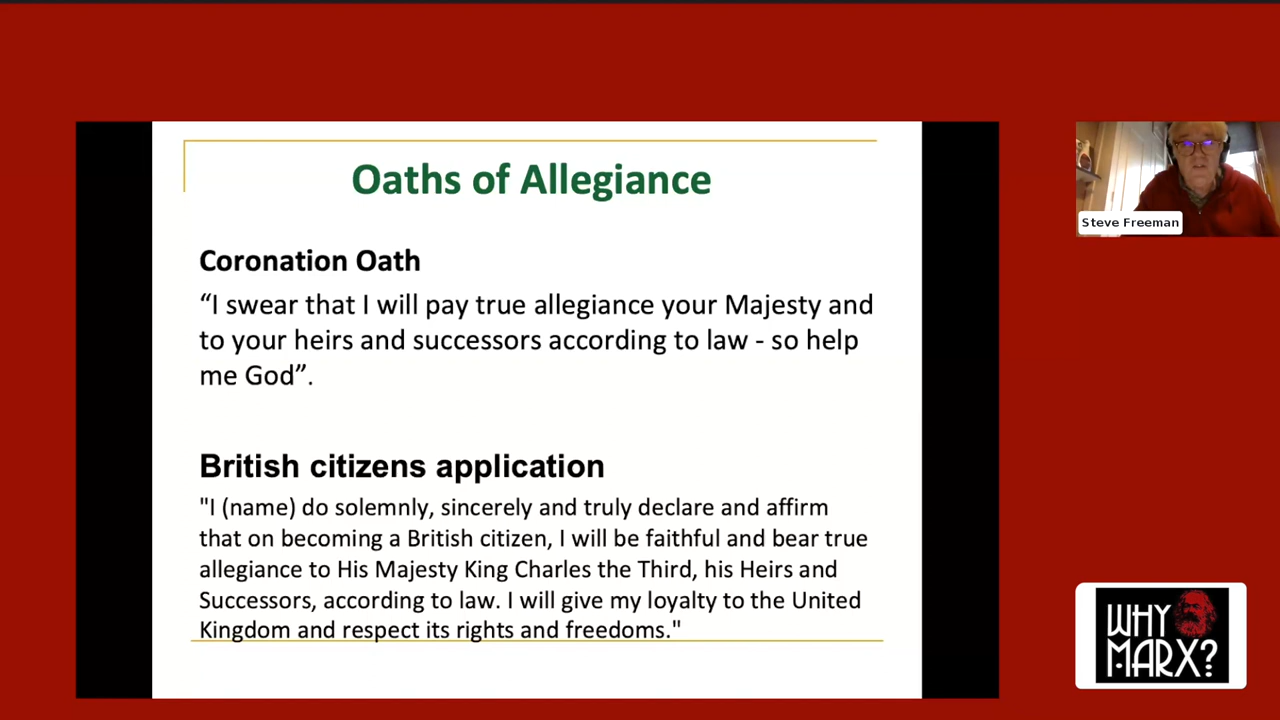 Oaths of Allegiance
Coronation Oath
“I swear that I will pay true allegiance your Majesty and
to your heirs and successors according to law - so help
me God”.
British citizens application
"I (name) do solemnly, sincerely and truly declare and affirm
that on becoming a British citizen, I will be faithful and bear true
allegiance to His Majesty King Charles the Third, his Heirs and
Successors, according to law. I will give my loyalty to the United
Kingdom and respect its rights and freedoms."
Steve Freeman
WHY
MARX?